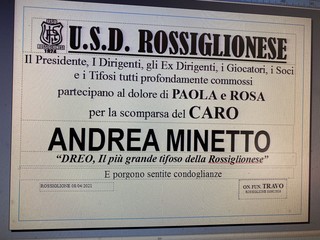 U.S.D. ROSSIGLIONESE
Il Presidente, I Dirigenti, gli Ex Dirigenti, i Giocatori, i Soci
e i Tifosi tutti profondamente commossi
partecipano al dolore di PAOLA e ROSA
per la scomparsa del CARO
ANDREA MINETTO
“DREO, Il più grande tifoso della Rossiglionese”
E porgono sentite condoglianze
ROSSIGLIONE
ON. FUN. TRAVO